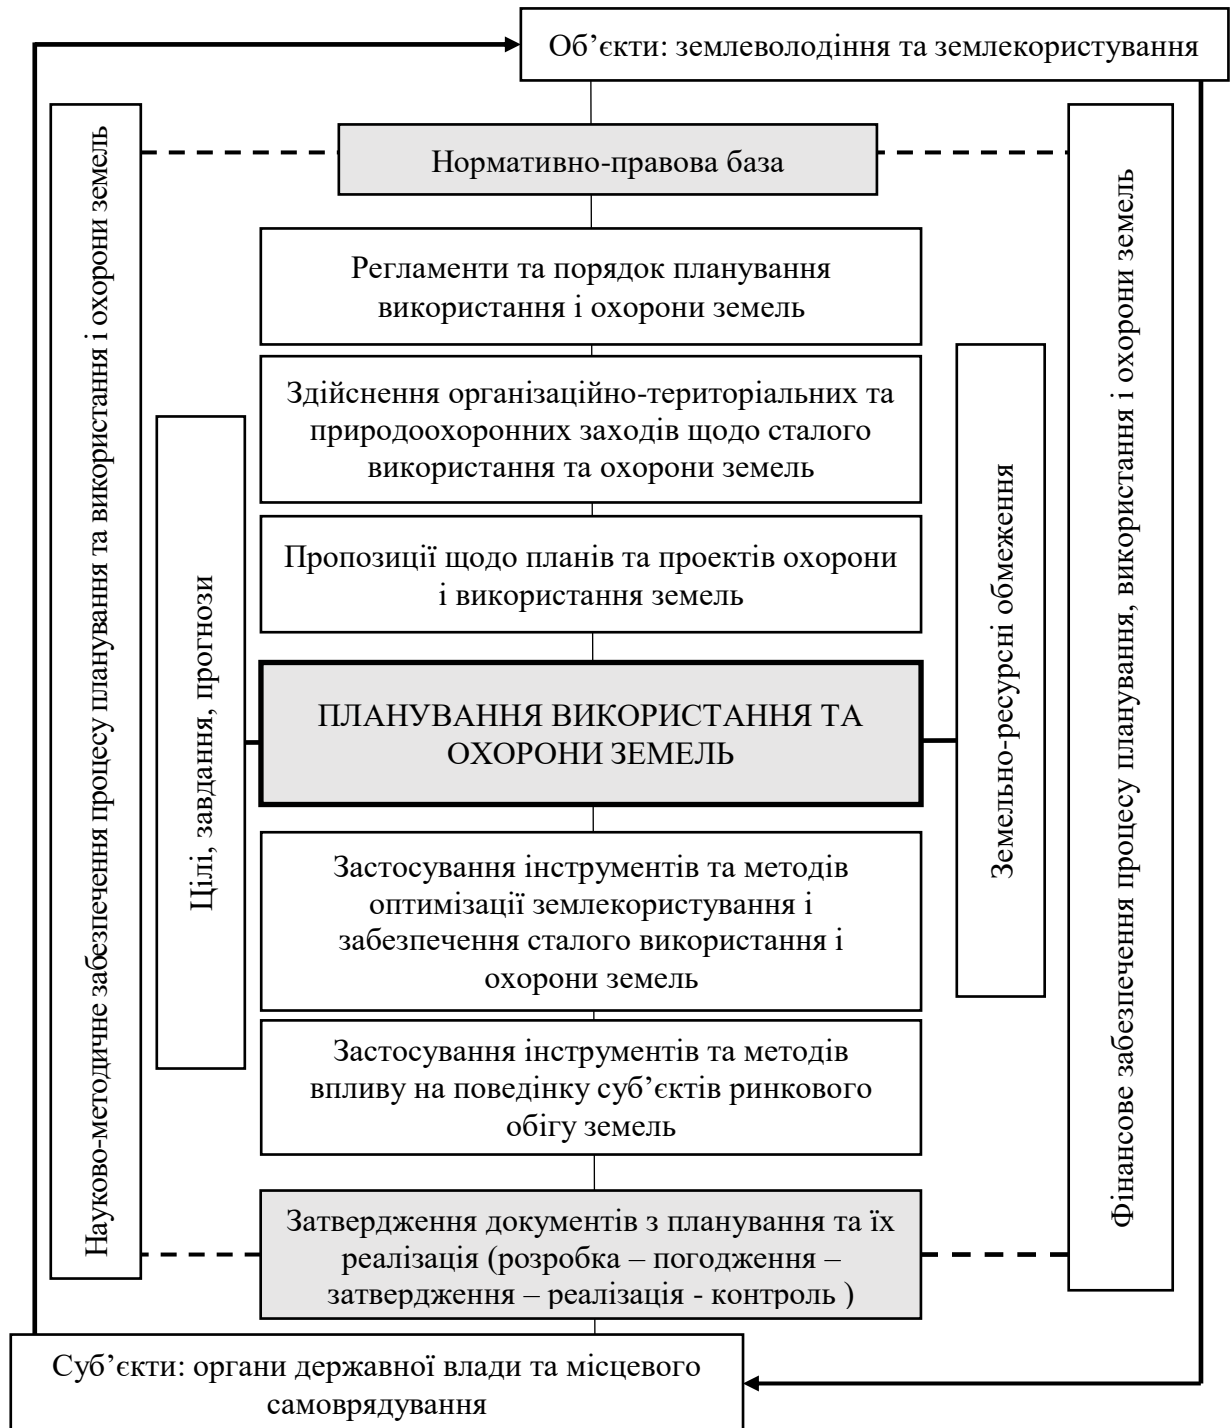 Об’єкти: землеволодіння та землекористування
Науково-методичне забезпечення процесу планування та використання і охорони земель
Нормативно-правова база
Фінансове забезпечення процесу планування, використання і охорони земель
Регламенти та порядок планування
використання і охорони земель
Здійснення організаційно-територіальних та
природоохоронних заходів щодо сталого
використання та охорони земель
Пропозиції щодо планів та проектів охорони
і використання земель
Цілі, завдання, прогнози
ПЛАНУВАННЯ ВИКОРИСТАННЯ ТА
ОХОРОНИ ЗЕМЕЛЬ
Земельно-ресурсні обмеження
Застосування інструментів та методів
оптимізації землекористування і
забезпечення сталого використання і
охорони земель
Застосування інструментів та методів
впливу на поведінку суб’єктів ринкового
обігу земель
Затвердження документів з планування та їх
реалізація (розробка – погодження –
затвердження – реалізація - контроль )
Суб’єкти: органи державної влади та місцевого
самоврядування